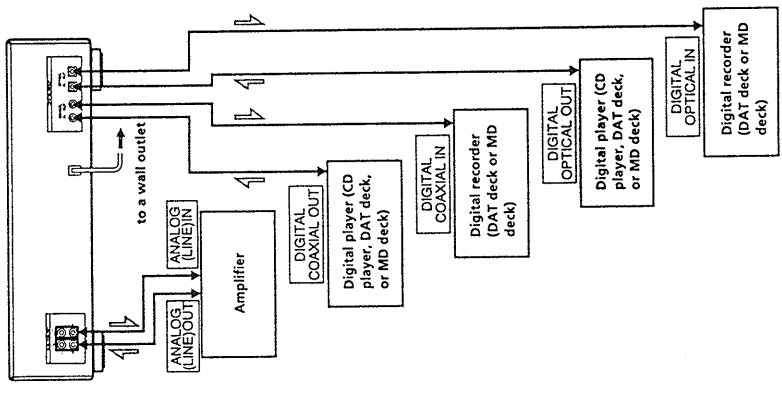 to a wall outlet
ANALOG
(LINE)OUT
ANALOG
(LINE)IN
Amplifier
DIGITAL
COAXIAL OUT
Digital player (CD
player, DAT deck,
or MD deck)
DIGITAL
COAXIAL IN
Digital recorder
(DAT deck or MD
deck)
DIGITAL
OPTICAL OUT
Digital player (CD
player, DAT deck,
or MD deck)
DIGITAL
OPTICAL IN
Digital recorder
(DAT deck or MD
deck)